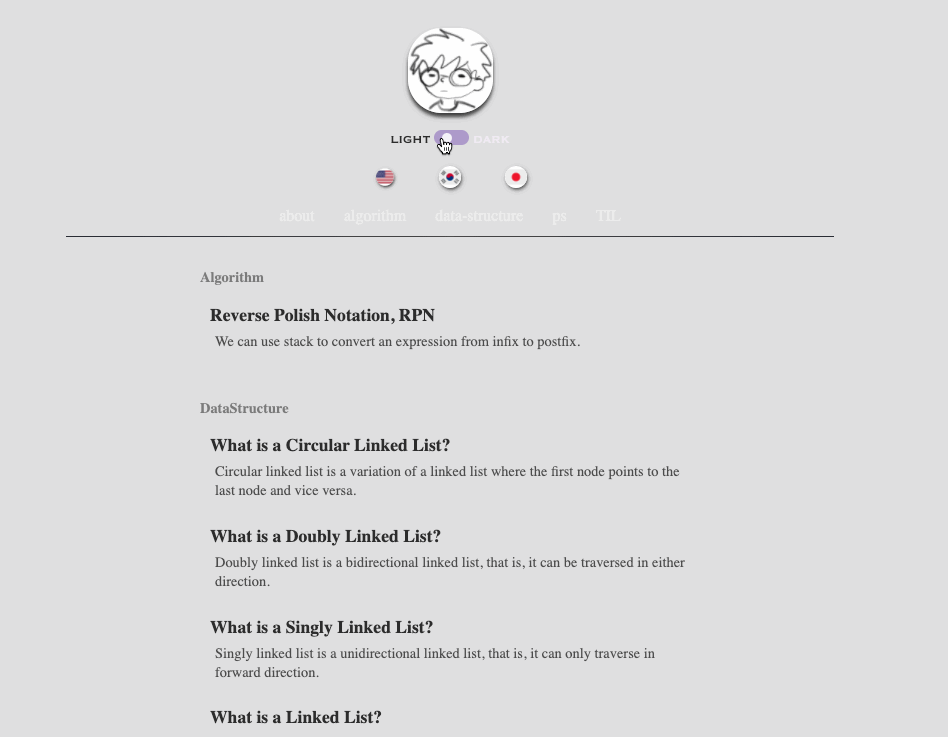 LIGHT DARK
about algorithm data-structure ps TIL
Algorithm
Reverse Polish Notation, RPN
We can use stack to convert an expression from infix to postfix.
DataStructure
What is a Circular Linked List?
Circular linked list is a variation of a linked list where the first node points to the
last node and vice versa.
What is a Doubly Linked List?
Doubly linked list is a bidirectional linked list, that is, it can be traversed in either
direction.
What is a Singly Linked List?
Singly linked list is a unidirectional linked list, that is, it can only traverse in
forward direction.
What is a Linked List?